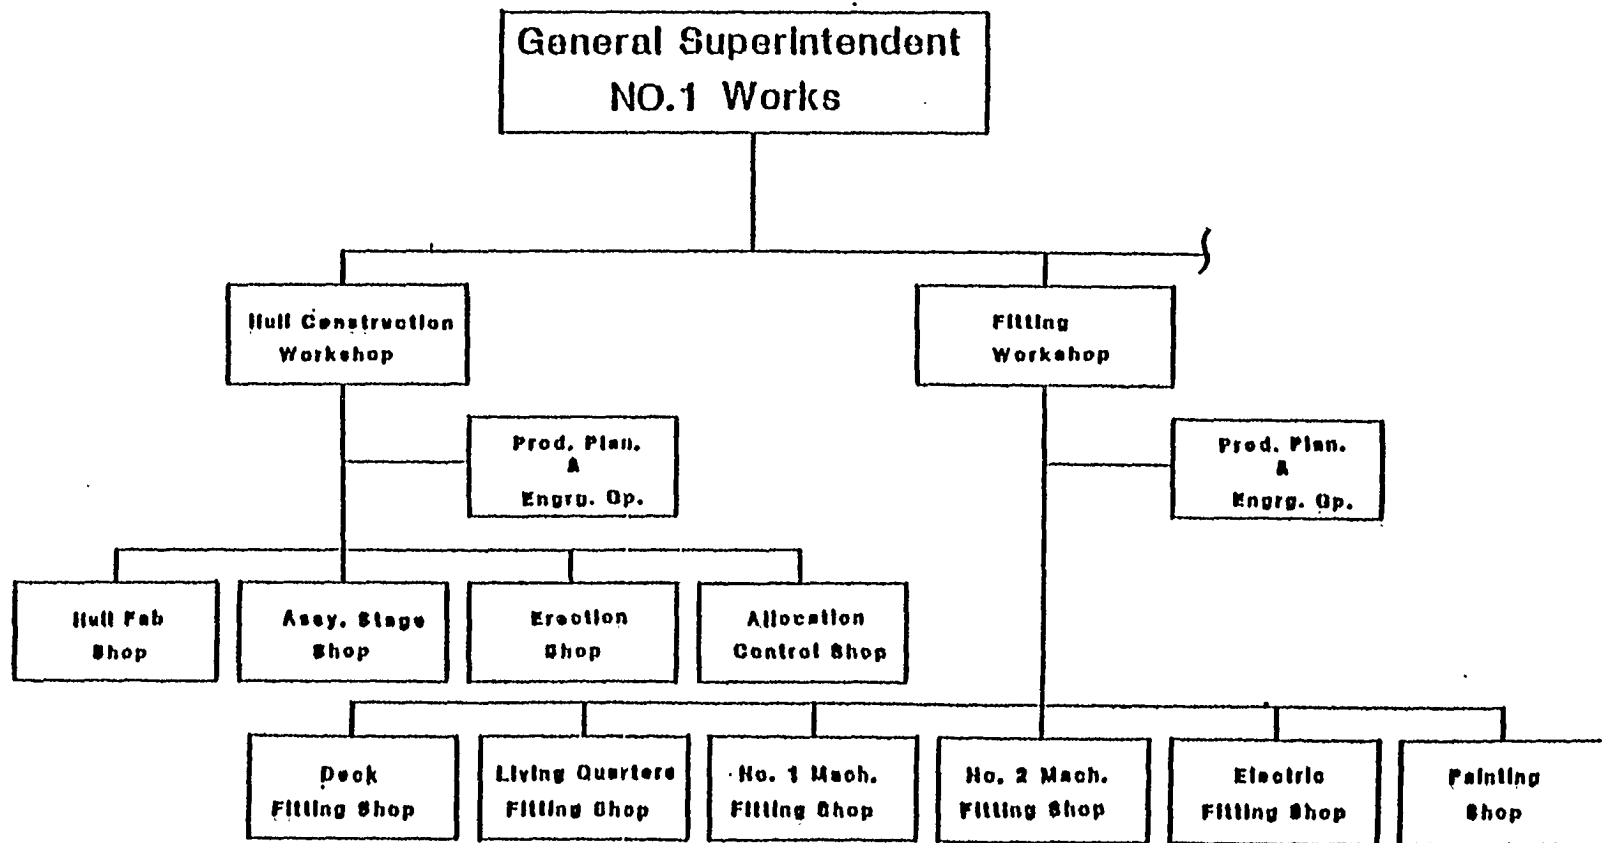 General Superintendent
NO.1 Works
Hull Construction
Workshop
Fitting
Workshop
Prod. Plan.
&
Engrg. Gp.
Prod. Plan.
&
Engrg. Gp.
Hull Fab
Shop
Assy. Stage
Shop
Erection
Shop
Allocation
Control Shop
Deck
Fitting Shop
Living Quarters
Fitting Shop
No. 1 Mach.
Fitting Shop
No. 2 Mach.
Fitting Shop
Electric
Fitting Shop
Painting
Shop